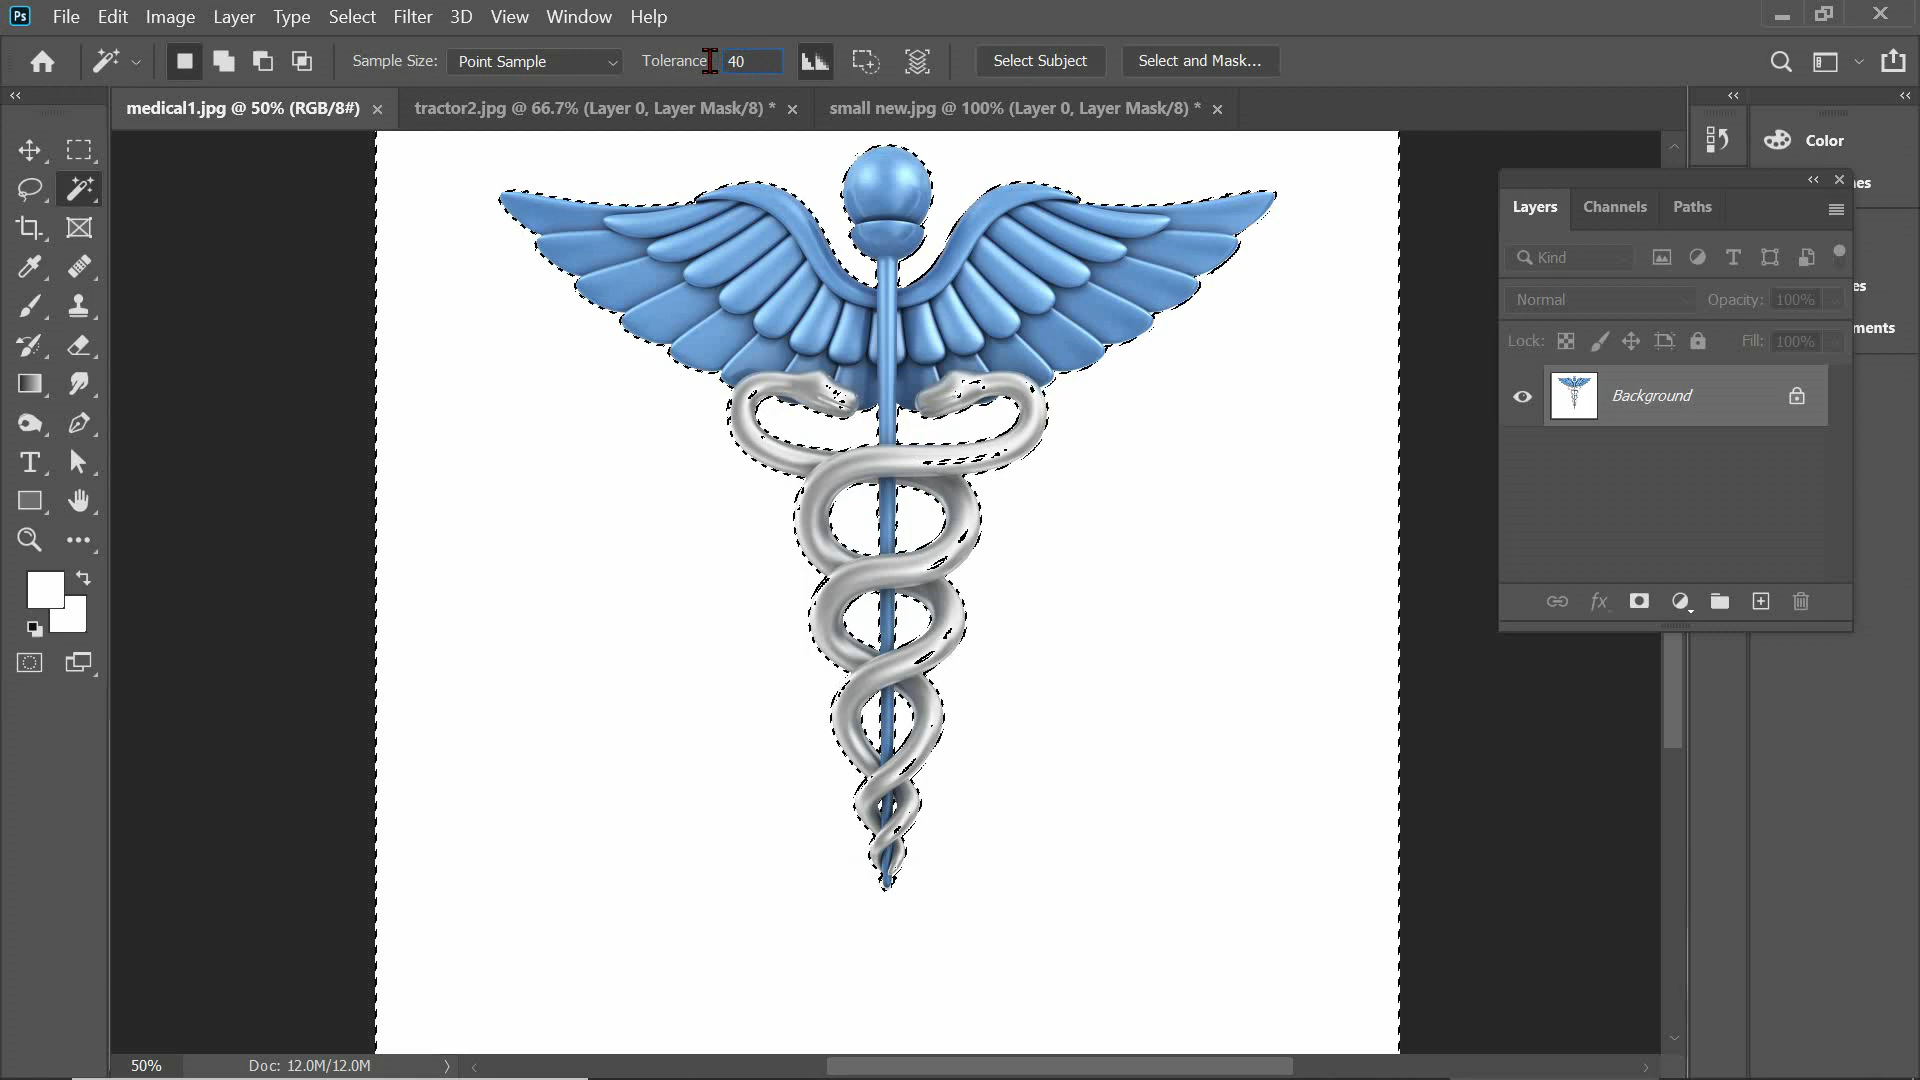 Ps File Edit Image Layer Type Select Filter 3D View Window Help
Sample Size: Point Sample Tolerance 40 Select Subject Select and Mask...
medical1.jpg @ 50% (RGB/8#) × tractor2.jpg @ 66.7% (Layer 0, Layer Mask/8) * × small new.jpg @ 100% (Layer 0, Layer Mask/8) * ×
Color
es
Layers Channels Paths
Kind
es
Normal Opacity: 100%
ments
Lock: Fill: 100%
Background
fx
50% Doc: 12.0M/12.0M